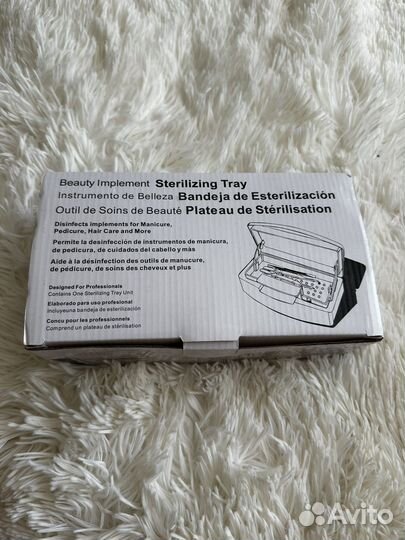 Beauty Implement Sterilizing Tray
Instrumento de Belleza Bandeja de Esterilización
Outil de Soins de Beauté Plateau de Stérilisation
Disinfects Implements for Manicure,
Pedicure, Hair Care and More
Permite la desinfección de instrumentos de manicura,
de pedicura, de cuidados del cabello y más
Aide à la désinfection des outils de manucure,
de pédicure, de soins des cheveux et plus
Designed For Professionals
Contains One Sterilizing Tray Unit
Elaborado para uso profesional
Incluyeuna bandeja de esterilización
Concu pour les professionnels
Comprend un plateau de stérilisation
Avito